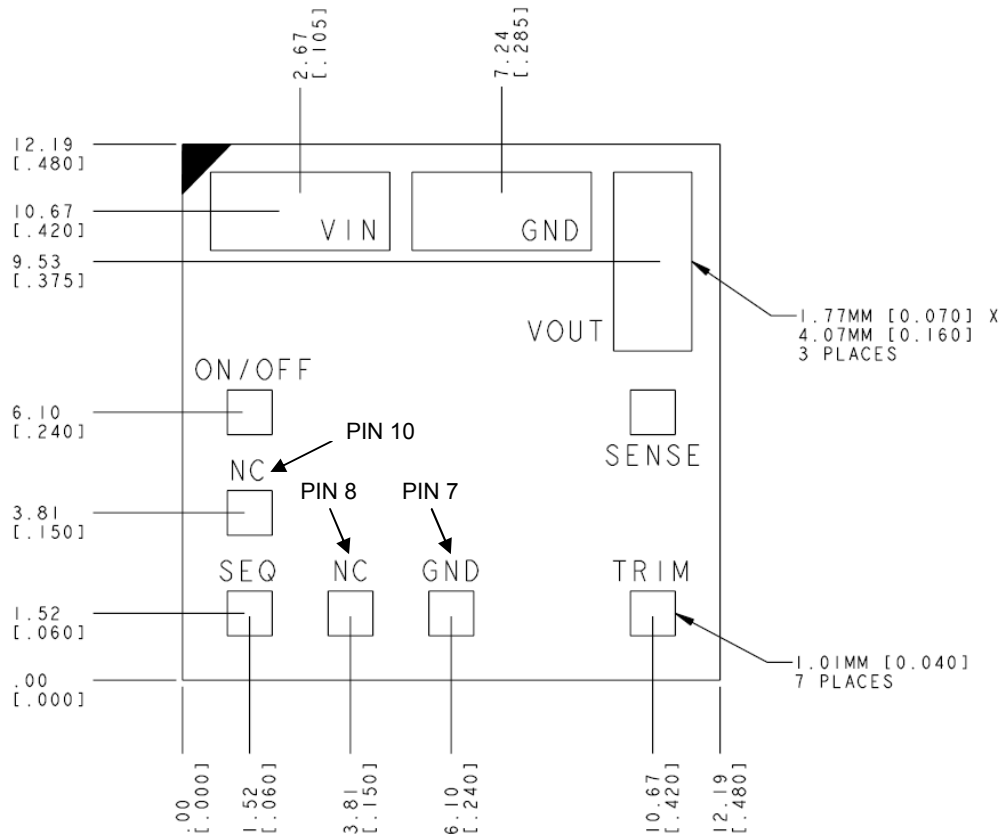 2.67
[.105]
7.24
[.285]
12.19
[.480]
10.67
[.420]
VIN
GND
9.53
[.375]
VOUT
1.77MM [0.070] X
4.07MM [0.160]
3 PLACES
ON/OFF
6.10
[.240]
PIN 10
SENSE
NC
PIN 8
PIN 7
3.81
[.150]
SEQ
NC
GND
TRIM
1.52
[.060]
1.01MM [0.040]
7 PLACES
.00
[.000]
.00
[.000]
1.52
[.060]
3.81
[.150]
6.10
[.240]
10.67
[.420]
12.19
[.480]